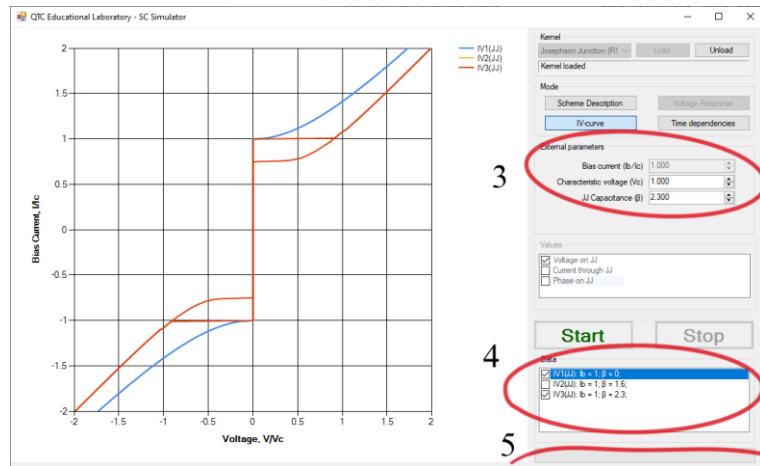 QTC Educational Laboratory - SC Simulator
IV1(JJ)
IV2(JJ)
IV3(JJ)
2
1.5
1
0.5
0
-0.5
-1
-1.5
-2
Bias Current, I/Ic
-2 -1.5 -1 -0.5 0 0.5 1 1.5 2
Voltage, V/Vc
Kernel
Josephson Junction (RS Load Unload
Kernel loaded
Mode
Scheme Description Voltage Response
IV-curve Time dependencies
External parameters
3
Bias current (Ib/Ic) 1.000
Characteristic voltage (Vc) 1.000
JJ Capacitance (β) 2.300
Values
Voltage on JJ
Current through JJ
Phase on JJ
Start Stop
4
Data
IV1(JJ): Ib = 1; β = 0;
IV2(JJ): Ib = 1; β = 1.6;
IV3(JJ): Ib = 1; β = 2.3;
5